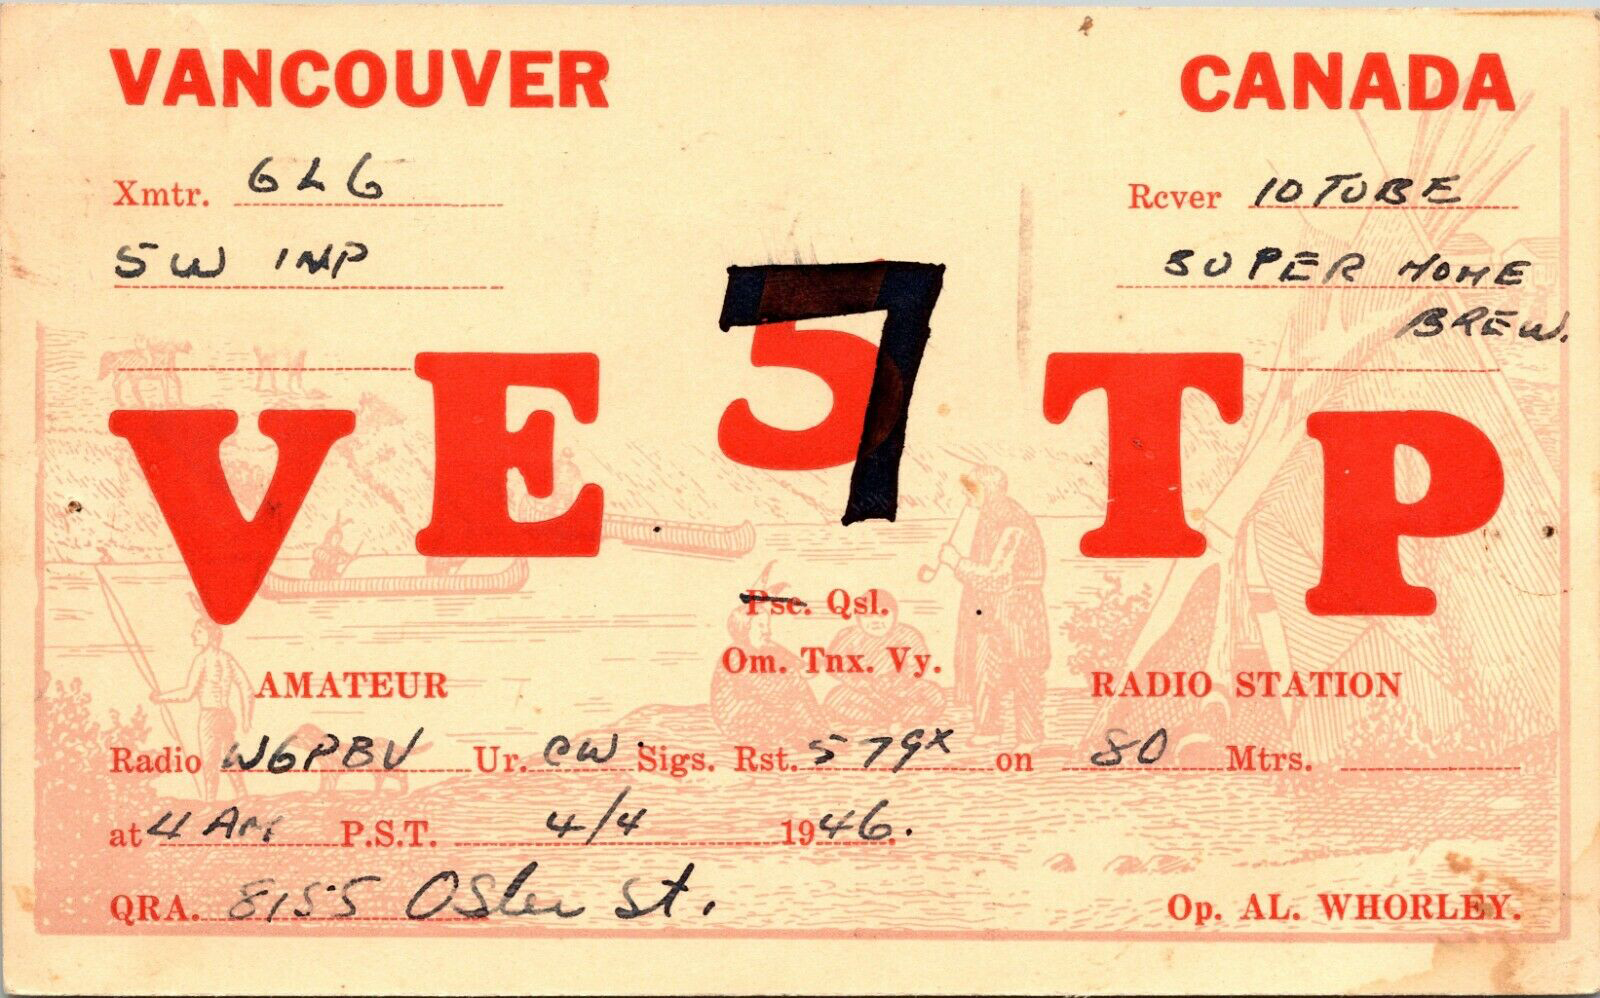 VANCOUVER CANADA
Xmtr. 6L6 Rcver 10 TUBE
5W INP SUPER HOME
BREW.
VE 7 TP
Pse. Qsl.
Om. Tnx. Vy.
AMATEUR RADIO STATION
Radio W6PBV Ur. CW. Sigs. Rst. 579X on 80 Mtrs.
at 4 AM P.S.T. 4/4 1946.
QRA. 8155 Osler St. Op. AL. WHORLEY.